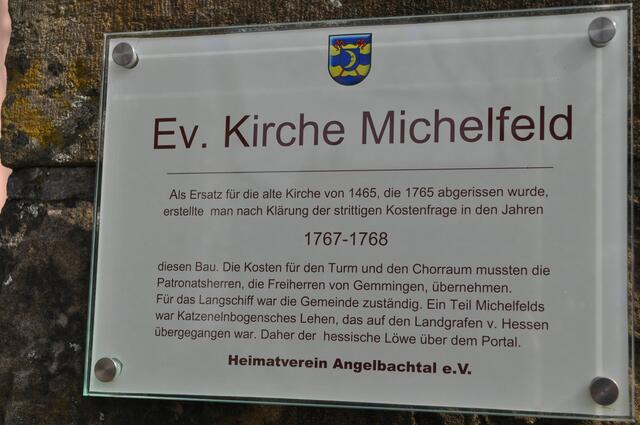 Ev. Kirche Michelfeld
Als Ersatz für die alte Kirche von 1465, die 1765 abgerissen wurde,
erstellte man nach Klärung der strittigen Kostenfrage in den Jahren
1767-1768
diesen Bau. Die Kosten für den Turm und den Chorraum mussten die
Patronatsherren, die Freiherren von Gemmingen, übernehmen.
Für das Langschiff war die Gemeinde zuständig. Ein Teil Michelfelds
war Katzenelnbogensches Lehen, das auf den Landgrafen v. Hessen
übergegangen war. Daher der hessische Löwe über dem Portal.
Heimatverein Angelbachtal e.V.